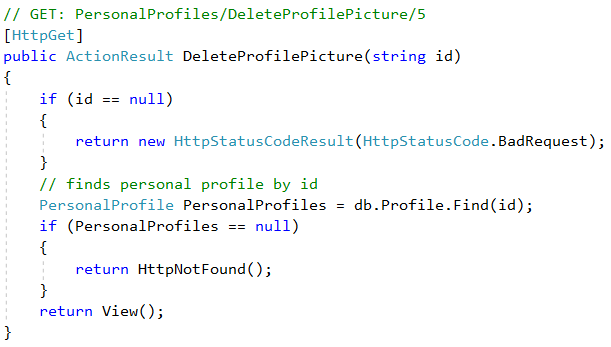 // GET: PersonalProfiles/DeleteProfilePicture/5
[HttpGet]
public ActionResult DeleteProfilePicture(string id)
{
    if (id == null)
    {
        return new HttpStatusCodeResult(HttpStatusCode.BadRequest);
    }
    // finds personal profile by id
    PersonalProfile PersonalProfiles = db.Profile.Find(id);
    if (PersonalProfiles == null)
    {
        return HttpNotFound();
    }
    return View();
}